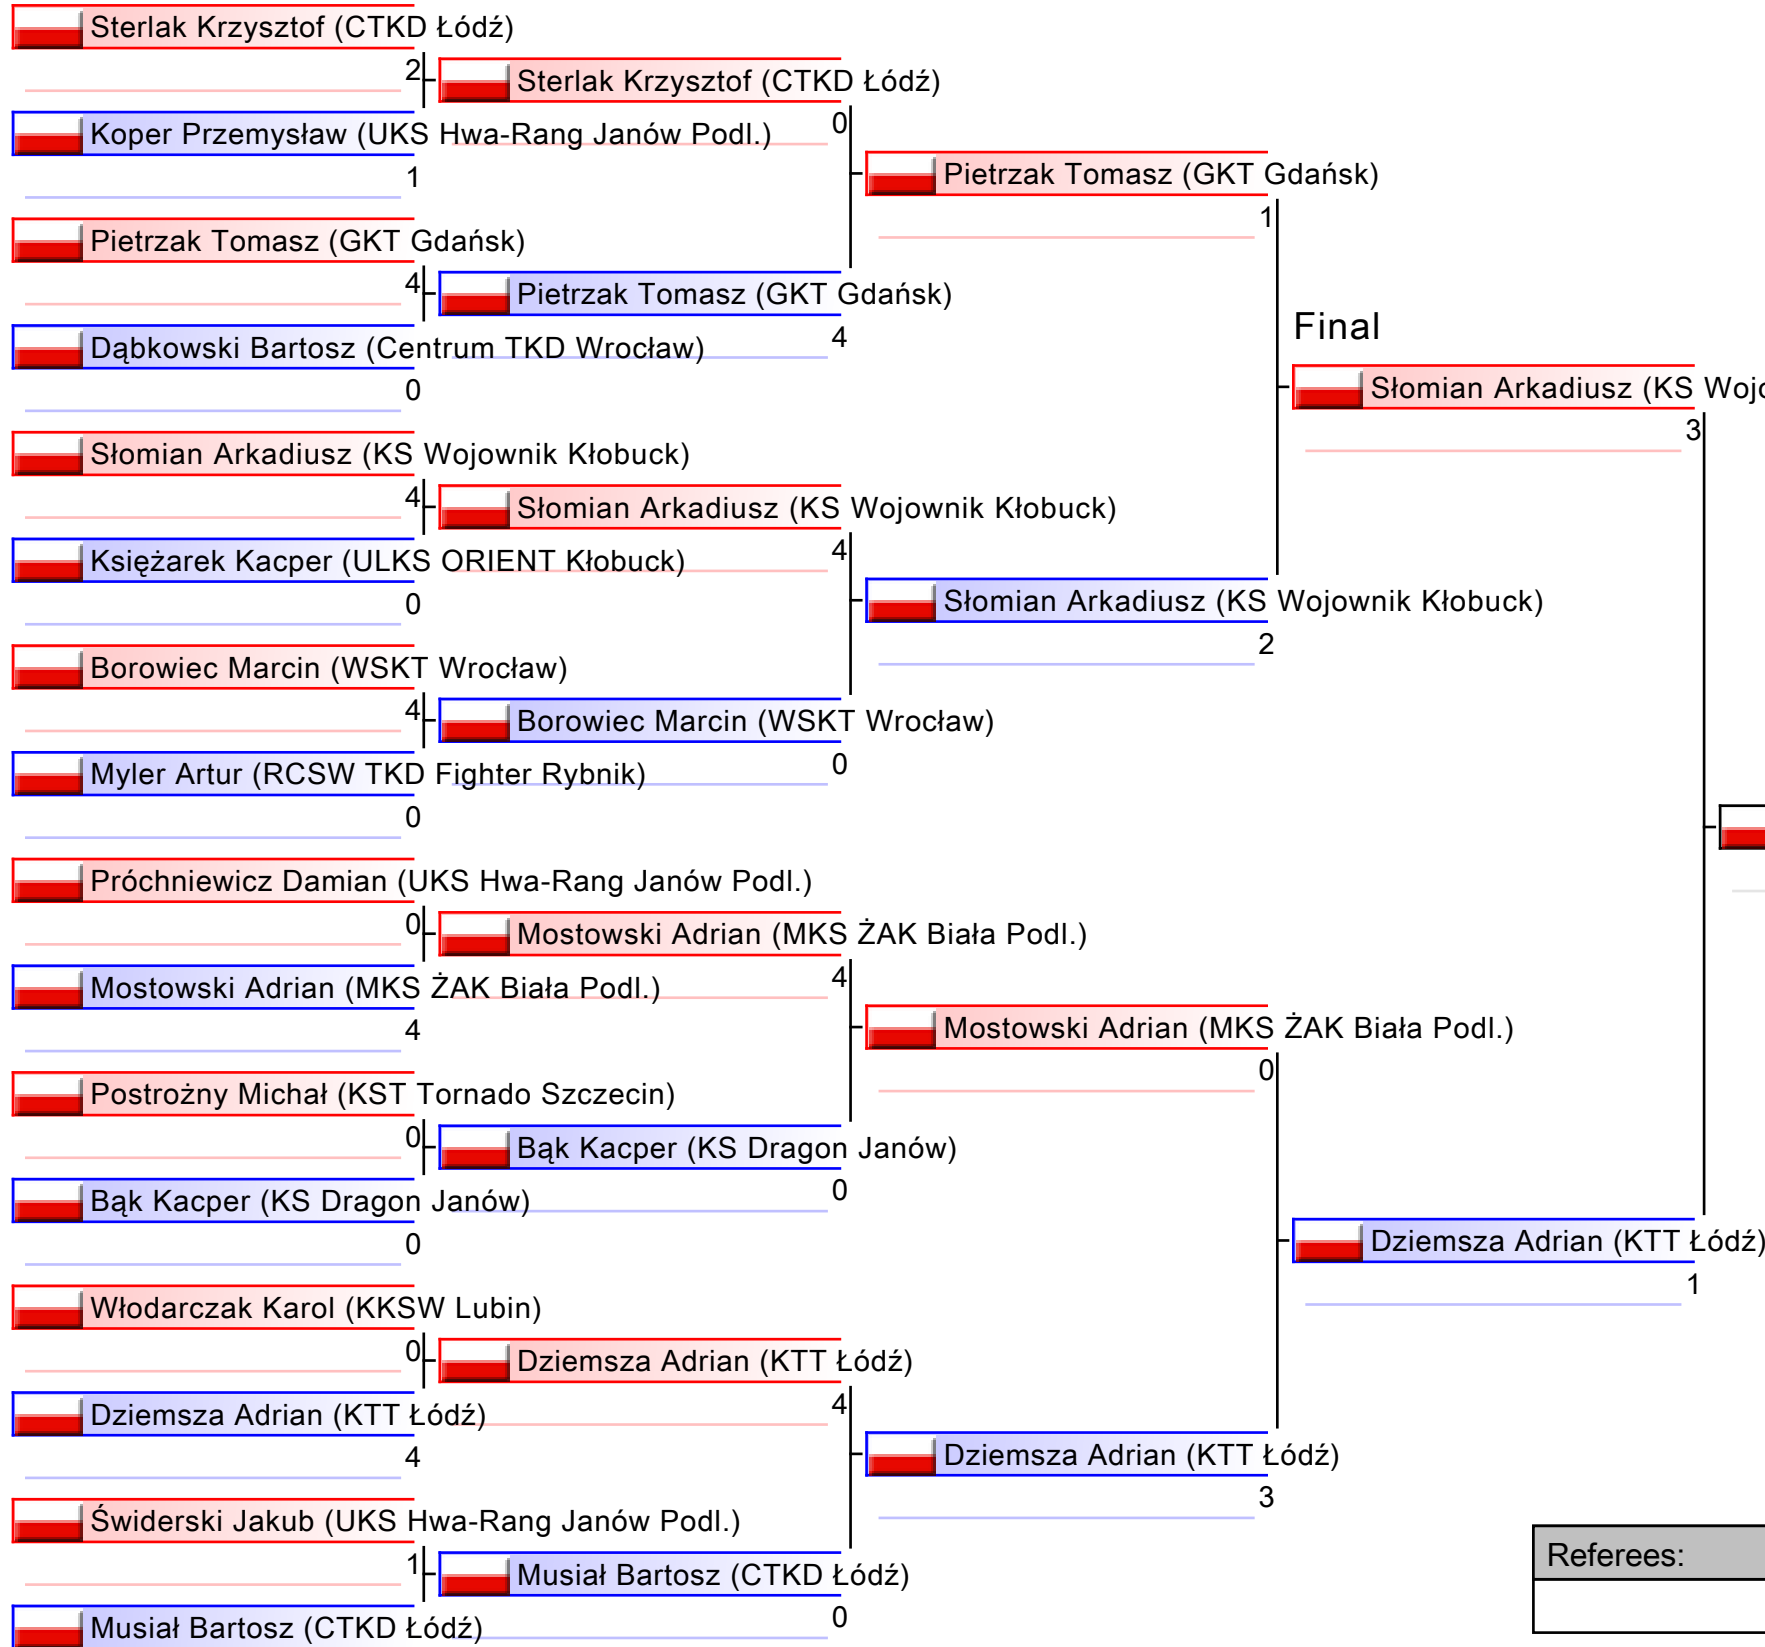 Sterlak Krzysztof (CTKD Łódź)
2
Koper Przemysław (UKS Hwa-Rang Janów Podl.)
1
Pietrzak Tomasz (GKT Gdańsk)
4
Dąbkowski Bartosz (Centrum TKD Wrocław)
0
Słomian Arkadiusz (KS Wojownik Kłobuck)
4
Księżarek Kacper (ULKS ORIENT Kłobuck)
0
Borowiec Marcin (WSKT Wrocław)
4
Myler Artur (RCSW TKD Fighter Rybnik)
0
Próchniewicz Damian (UKS Hwa-Rang Janów Podl.)
0
Mostowski Adrian (MKS ŻAK Biała Podl.)
4
Postrożny Michał (KST Tornado Szczecin)
0
Bąk Kacper (KS Dragon Janów)
0
Włodarczak Karol (KKSW Lubin)
0
Dziemsza Adrian (KTT Łódź)
4
Świderski Jakub (UKS Hwa-Rang Janów Podl.)
1
Musiał Bartosz (CTKD Łódź)
Sterlak Krzysztof (CTKD Łódź)
0
Pietrzak Tomasz (GKT Gdańsk)
4
Słomian Arkadiusz (KS Wojownik Kłobuck)
4
Borowiec Marcin (WSKT Wrocław)
0
Mostowski Adrian (MKS ŻAK Biała Podl.)
4
Bąk Kacper (KS Dragon Janów)
0
Dziemsza Adrian (KTT Łódź)
4
Musiał Bartosz (CTKD Łódź)
0
Pietrzak Tomasz (GKT Gdańsk)
1
Słomian Arkadiusz (KS Wojownik Kłobuck)
2
Mostowski Adrian (MKS ŻAK Biała Podl.)
0
Dziemsza Adrian (KTT Łódź)
3
Final
Słomian Arkadiusz (KS
3
Dziemsza Adrian (KTT Łódź)
1
Referees: